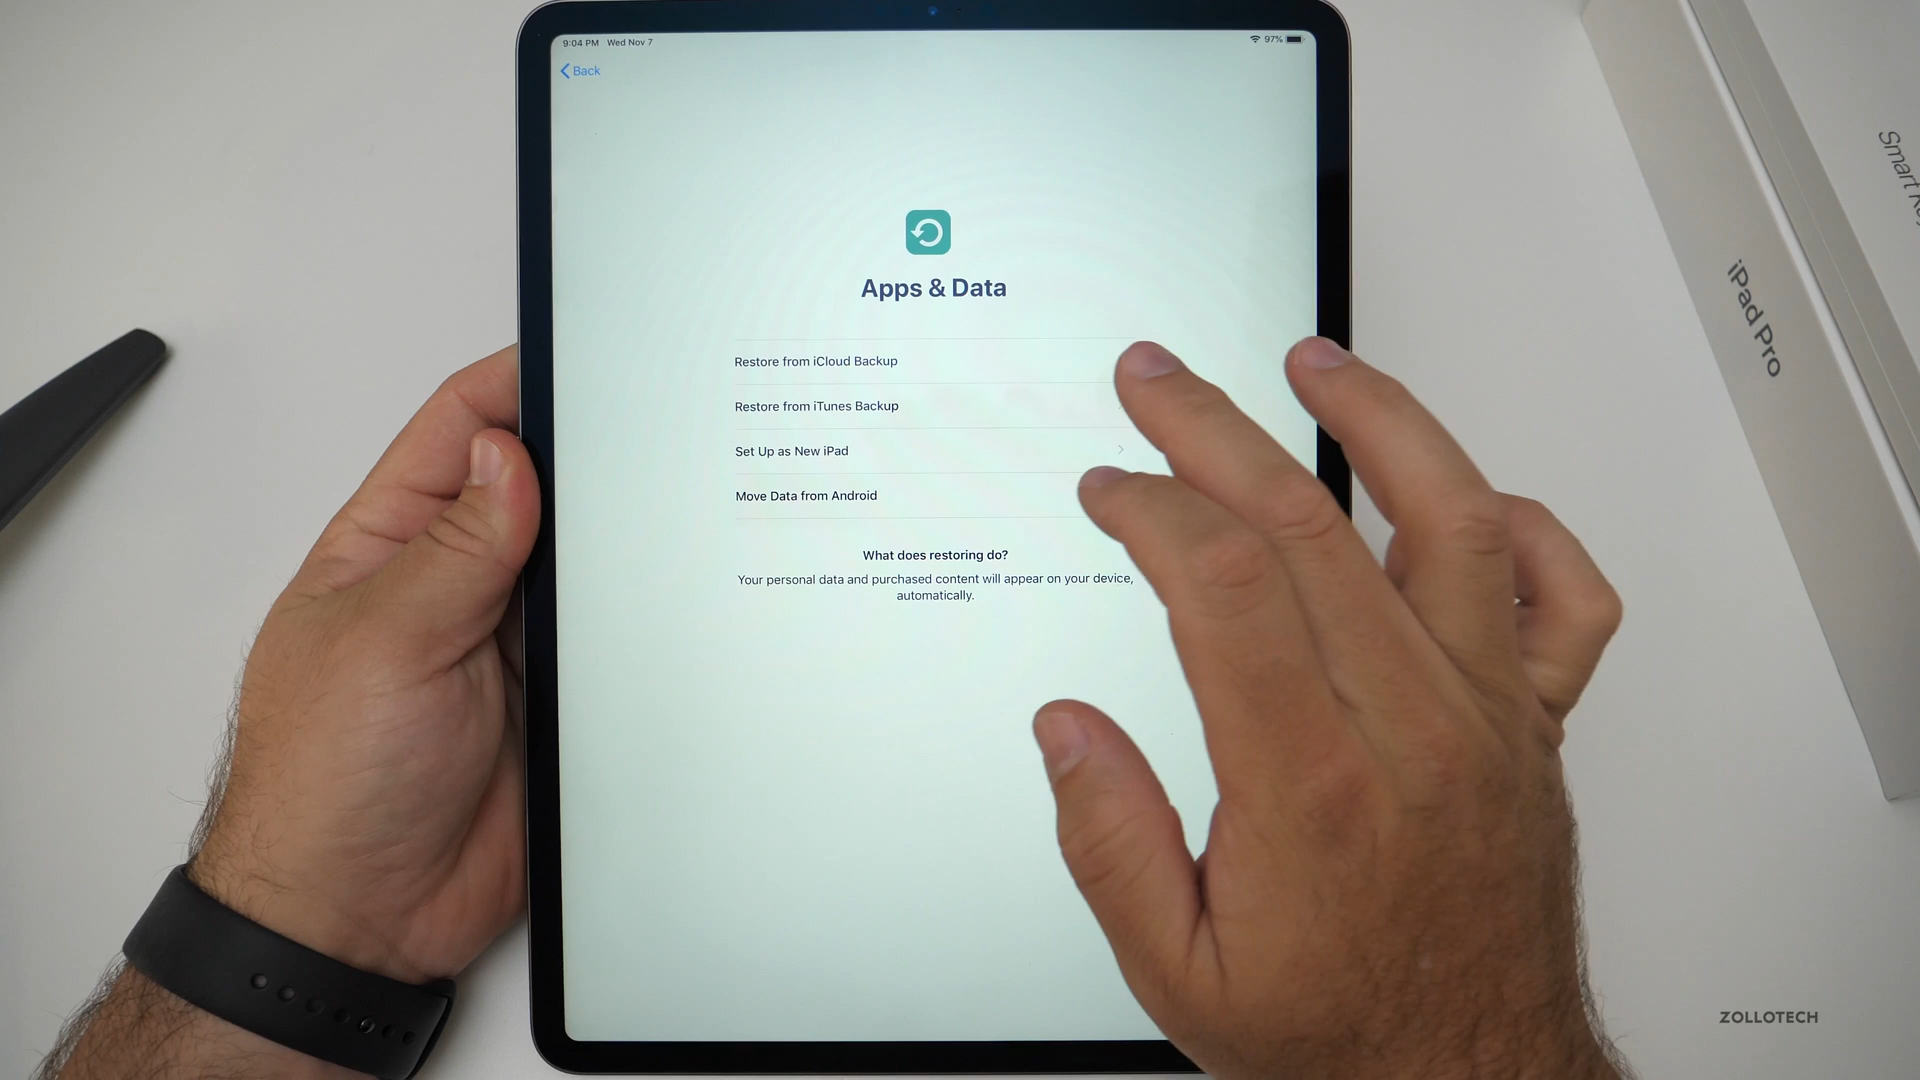 9:04 PM Wed Nov 7
97%
Back
Apps & Data
Restore from iCloud Backup
Restore from iTunes Backup
Set Up as New iPad
Move Data from Android
What does restoring do?
Your personal data and purchased content will appear on your device,
automatically.
iPad Pro
Smart
ZOLLOTECH